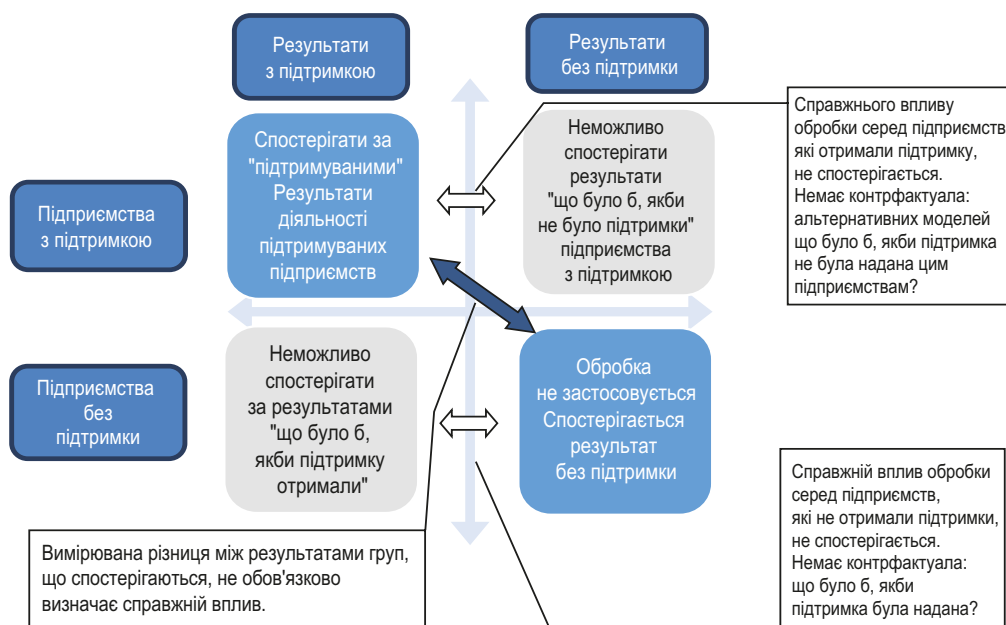 Результати
з підтримкою
Результати
без підтримки
Підприємства
з підтримкою
Спостерігати за
"підтримуваними"
Результати
діяльності
підтримуваних
підприємств
Неможливо
спостерігати
результати
"що було б, якби
не було підтримки"
підприємства
з підтримкою
Справжнього впливу
обробки серед підприємств
які отримали підтримку,
не спостерігається.
Немає контрфактуала:
альтернативних моделей
що було б, якби підтримка
не була надана цим
підприємствам?
Підприємства
без
підтримки
Неможливо
спостерігати
за результатами
"що було б,
якби підтримку
отримали"
Обробка
не застосовується
Спостерігається
результат
без підтримки
Вимірювана різниця між результатами груп,
що спостерігаються, не обов'язково
визначає справжній вплив.
Справжній вплив обробки
серед підприємств,
які не отримали підтримки,
не спостерігається.
Немає контрфактуала:
що було б, якби
підтримка була надана?